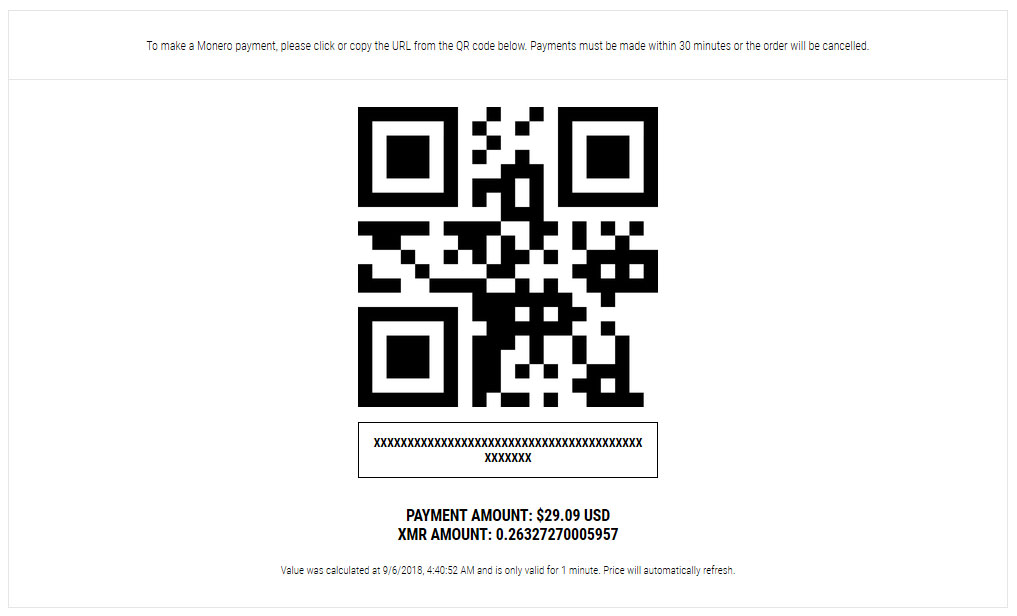 To make a Monero payment, please click or copy the URL from the QR code below. Payments must be made within 30 minutes or the order will be cancelled.
XXXXXXXXXXXXXXXXXXXXXXXXXXXXXXXXXXXXXXXX
XXXXXXX
PAYMENT AMOUNT: $29.09 USD
XMR AMOUNT: 0.26327270005957
Value was calculated at 9/6/2018, 4:40:52 AM and is only valid for 1 minute. Price will automatically refresh.